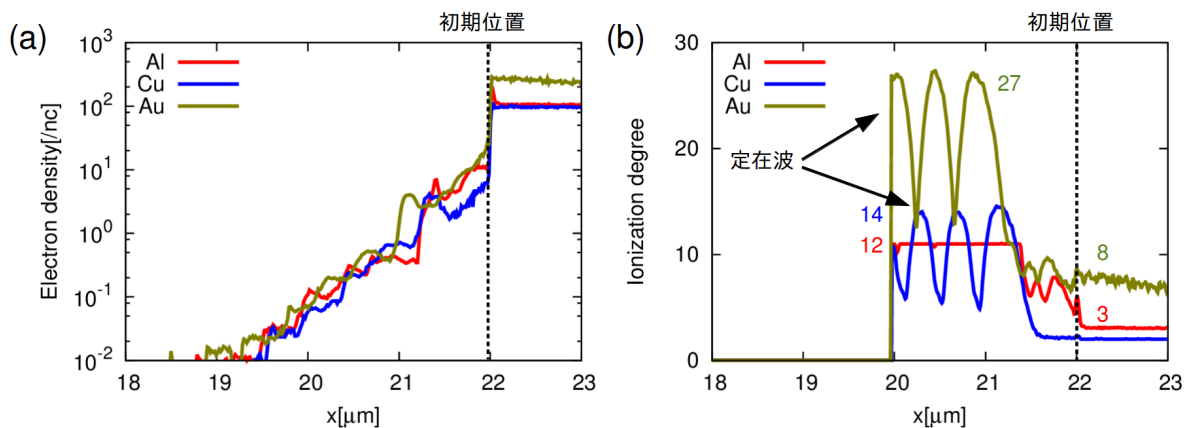 (a)
初期位置
Al
Cu
Au
Electron density[/nc]
10^3
10^2
10^1
10^0
10^-1
10^-2
18 19 20 21 22 23
x[μm]
(b)
初期位置
Al
Cu
Au
定在波
27
14
12
8
3
Ionization degree
30
20
10
0
18 19 20 21 22 23
x[μm]